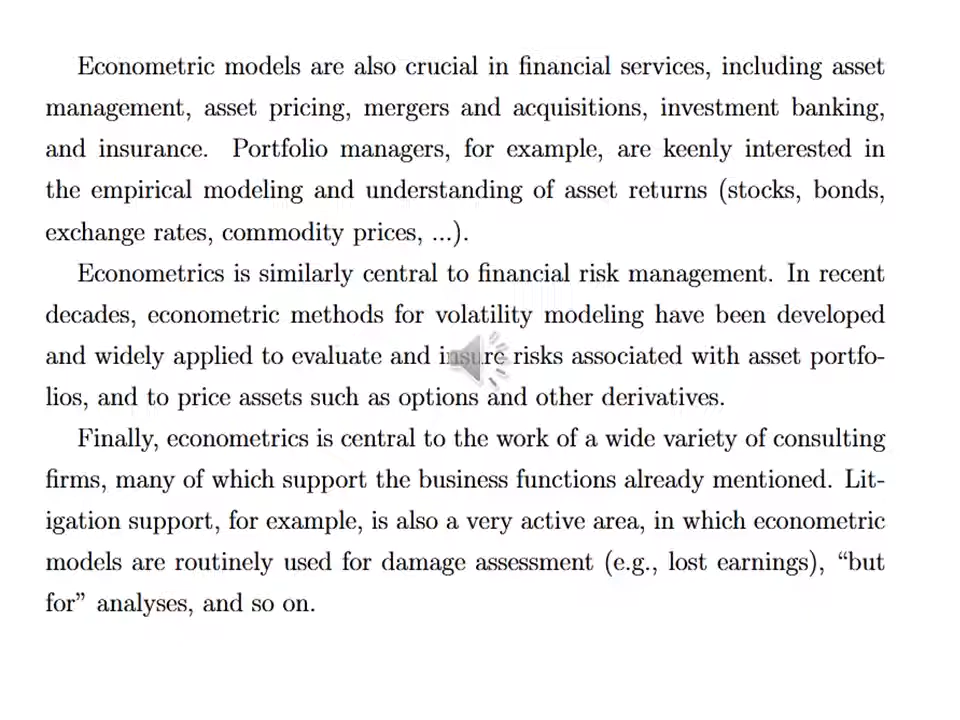 Econometric models are also crucial in financial services, including asset
management, asset pricing, mergers and acquisitions, investment banking,
and insurance. Portfolio managers, for example, are keenly interested in
the empirical modeling and understanding of asset returns (stocks, bonds,
exchange rates, commodity prices, ...).
Econometrics is similarly central to financial risk management. In recent
decades, econometric methods for volatility modeling have been developed
and widely applied to evaluate and insure risks associated with asset portfo-
lios, and to price assets such as options and other derivatives.
Finally, econometrics is central to the work of a wide variety of consulting
firms, many of which support the business functions already mentioned. Lit-
igation support, for example, is also a very active area, in which econometric
models are routinely used for damage assessment (e.g., lost earnings), “but
for” analyses, and so on.